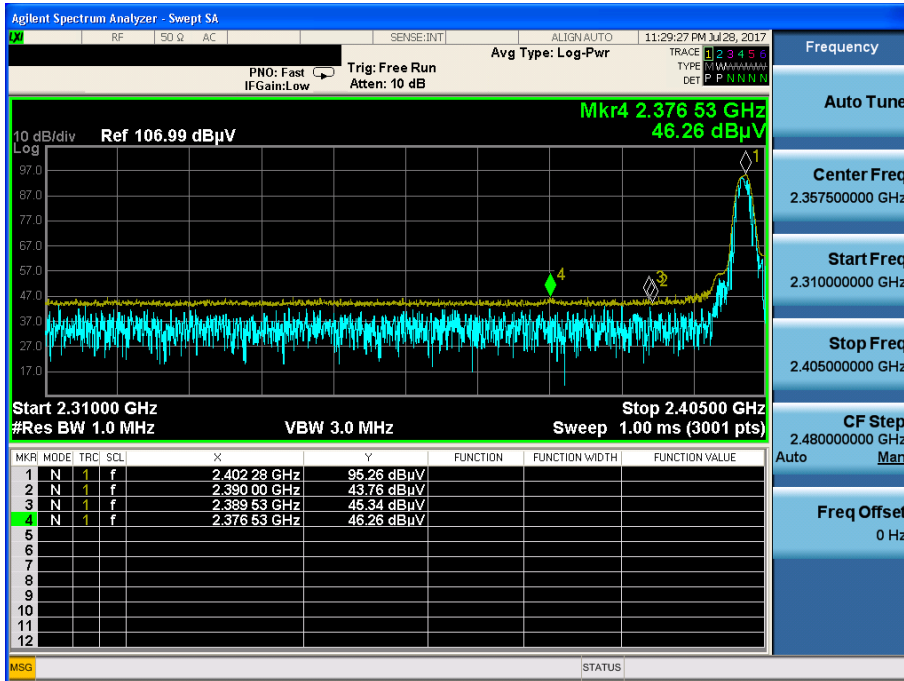 Agilent Spectrum Analyzer - Swept SA
LXI RF 50 Ω AC SENSE:INT ALIGNAUTO 11:29:27 PM Jul 28, 2017
Avg Type: Log-Pwr TRACE 1 2 3 4 5 6
PNO: Fast Trig: Free Run TYPE M WWWWW
IFGain:Low Atten: 10 dB DET P P N N N N
Mkr4 2.376 53 GHz
46.26 dBµV
10 dB/div Ref 106.99 dBµV
Log
97.0
87.0
77.0
67.0
57.0
47.0
37.0
27.0
17.0
1
4
3
2
Start 2.31000 GHz Stop 2.40500 GHz
#Res BW 1.0 MHz VBW 3.0 MHz Sweep 1.00 ms (3001 pts)
MKR MODE TRC SCL X Y FUNCTION FUNCTION WIDTH FUNCTION VALUE
1 N 1 f 2.402 28 GHz 95.26 dBµV
2 N 1 f 2.390 00 GHz 43.76 dBµV
3 N 1 f 2.389 53 GHz 45.34 dBµV
4 N 1 f 2.376 53 GHz 46.26 dBµV
5
6
7
8
9
10
11
12
MSG STATUS
Frequency
Auto Tune
Center Freq
2.357500000 GHz
Start Freq
2.310000000 GHz
Stop Freq
2.405000000 GHz
CF Step
2.480000000 GHz
Auto Man
Freq Offset
0 Hz